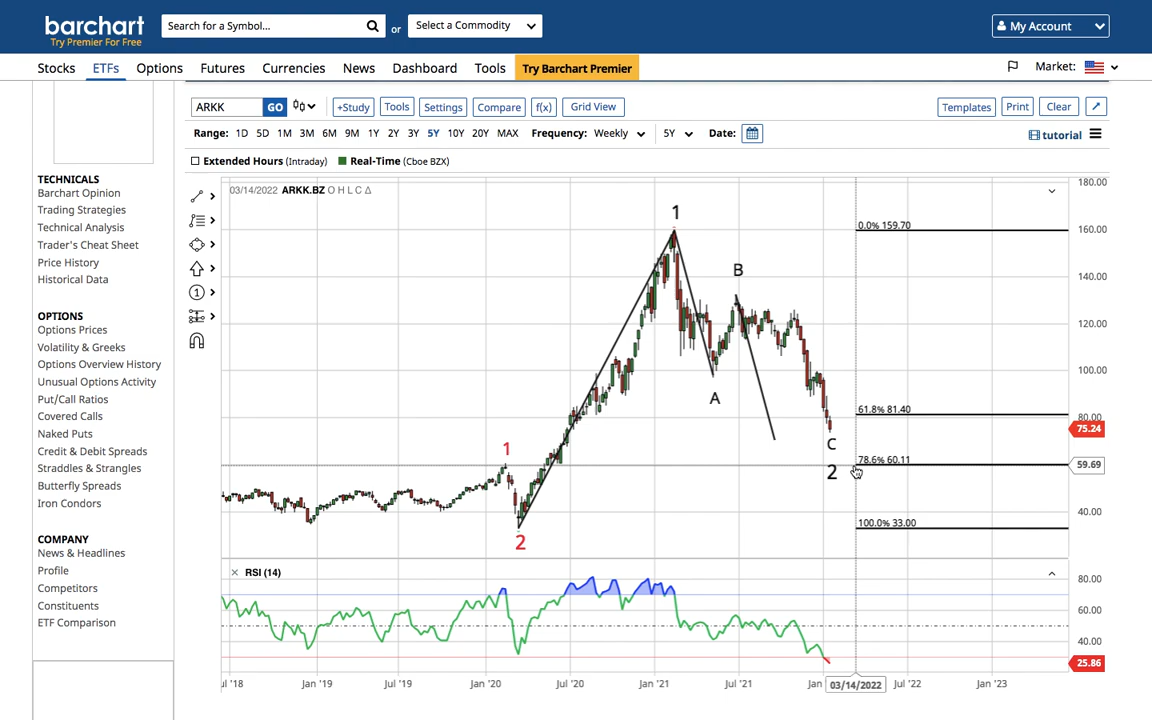 barchart
Try Premier For Free
Search for a Symbol...
or
Select a Commodity
My Account
Stocks ETFs Options Futures Currencies News Dashboard Tools Try Barchart Premier
Market:
ARKK GO +Study Tools Settings Compare f(x) Grid View Templates Print Clear
Range: 1D 5D 1M 3M 6M 9M 1Y 2Y 3Y 5Y 10Y 20Y MAX Frequency: Weekly 5Y Date: tutorial
Extended Hours (Intraday) Real-Time (Cboe BZX)
TECHNICALS
Barchart Opinion
Trading Strategies
Technical Analysis
Trader's Cheat Sheet
Price History
Historical Data
OPTIONS
Options Prices
Volatility & Greeks
Options Overview History
Unusual Options Activity
Put/Call Ratios
Covered Calls
Naked Puts
Credit & Debit Spreads
Straddles & Strangles
Butterfly Spreads
Iron Condors
COMPANY
News & Headlines
Profile
Competitors
Constituents
ETF Comparison
03/14/2022 ARKK.BZ O H L C Δ
1
1
2
A
B
C
2
0.0% 159.70
61.8% 81.40
78.6% 60.11
100.0% 33.00
180.00
160.00
140.00
120.00
100.00
80.00
75.24
59.69
40.00
RSI (14)
80.00
60.00
40.00
25.86
ul '18 Jan '19 Jul '19 Jan '20 Jul '20 Jan '21 Jul '21 Jan 03/14/2022 Jul '22 Jan '23
1